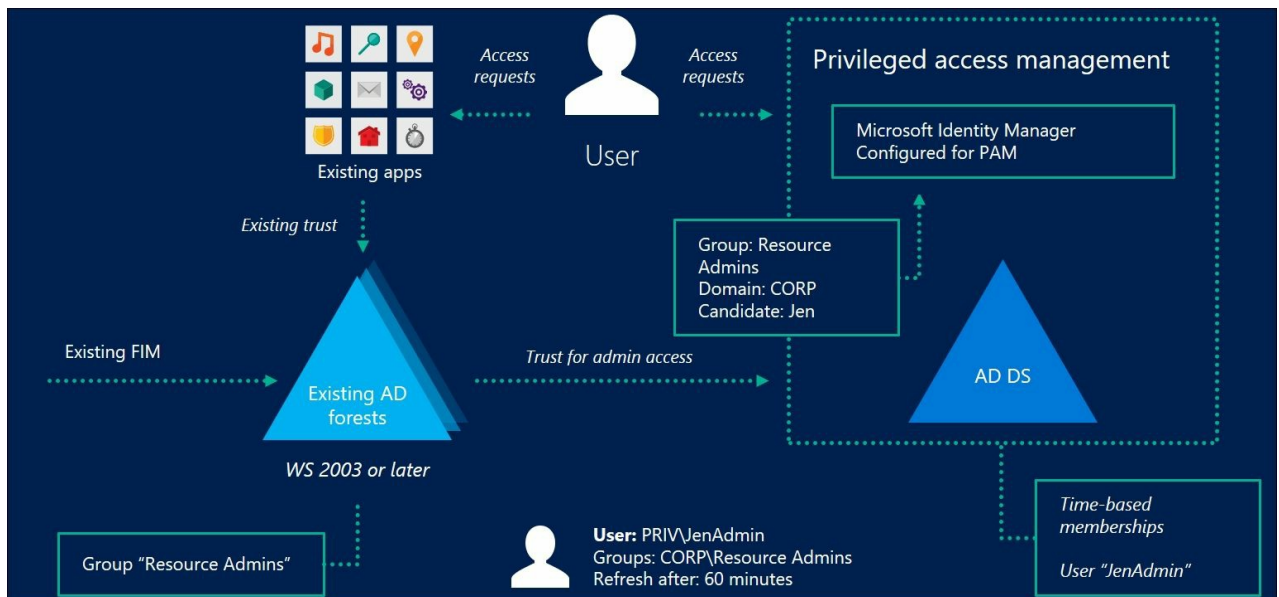 Access
requests
Access
requests
Privileged access management
Microsoft Identity Manager
Configured for PAM
User
Existing apps
Existing trust
Group: Resource
Admins
Domain: CORP
Candidate: Jen
Existing FIM
Trust for admin access
Existing AD
forests
AD DS
WS 2003 or later
Group “Resource Admins”
User: PRIV\JenAdmin
Groups: CORP\Resource Admins
Refresh after: 60 minutes
Time-based
memberships
User “JenAdmin”